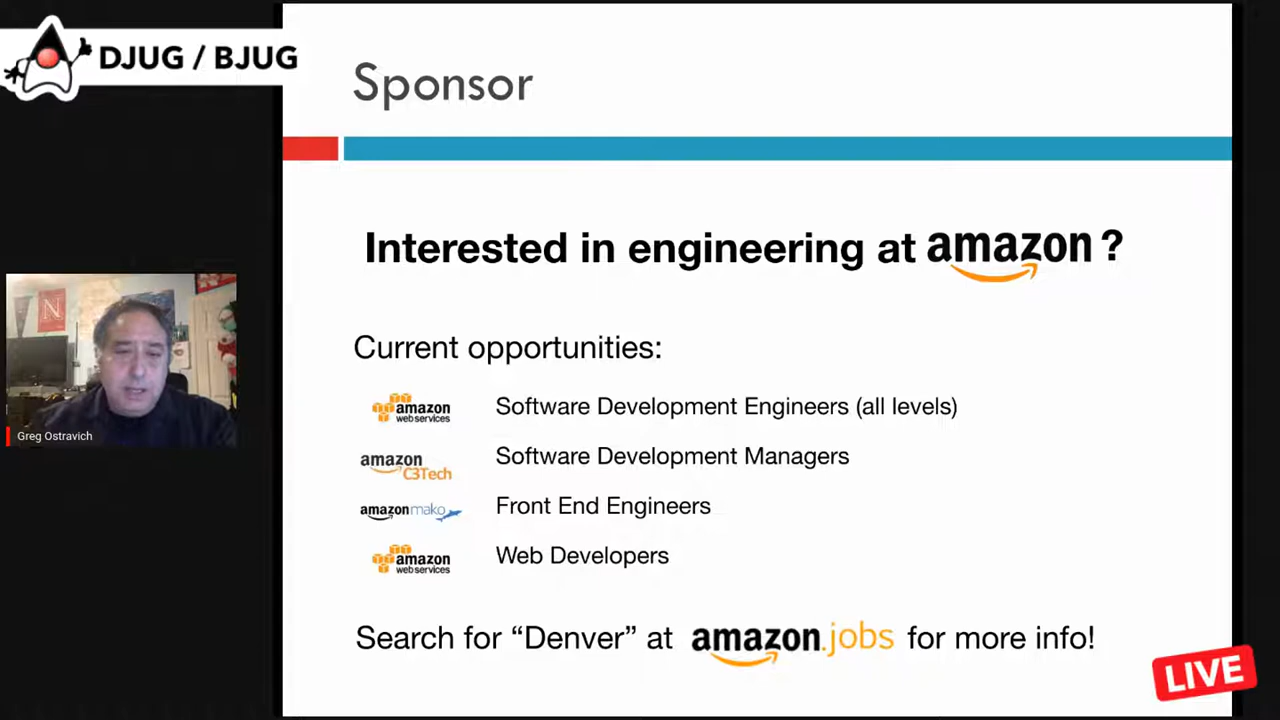 DJUG / BJUG
Sponsor
Interested in engineering at amazon ?
Current opportunities:
amazon web services Software Development Engineers (all levels)
amazon C3Tech Software Development Managers
amazon mako Front End Engineers
amazon web services Web Developers
Search for “Denver” at amazon.jobs for more info!
N
Greg Ostravich
LIVE